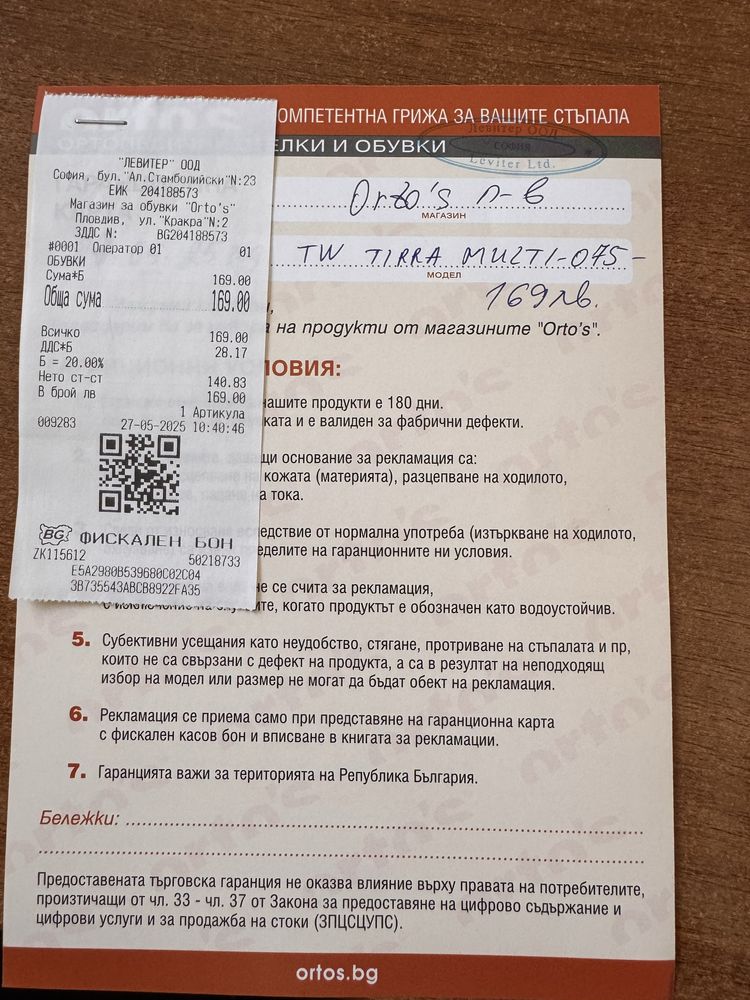 ОМПЕТЕНТНА ГРИЖА ЗА ВАШИТЕ СТЪПАЛА
ЕЛКИ И ОБУВКИ
Левитер ООД
СОФИЯ
Leviter Ltd.
Orto's п-в
МАГАЗИН
TW TIRRA MULTI-075-
МОДЕЛ
169лв.
"ЛЕВИТЕР" ООД
София, бул."Ал.Стамболийски"N:23
ЕИК 204188573
Магазин за обувки "Orto's"
Пловдив, ул."Кракра"N:2
ЗДДС N: BG204188573
#0001 Оператор 01 01
ОБУВКИ
Сума*Б 169.00
Обща сума 169.00
Всичко 169.00
ДДС*Б 28.17
Б = 20.00%
Нето ст-ст 140.83
В брой лв 169.00
1 Артикула
009283 27-05-2025 10:40:46
BG ФИСКАЛЕН БОН
ZK115612 50218733
E5A2980B539680C02C04
3B735543ABCB8922FA35
на продукти от магазините "Orto's".
ЛОВИЯ:
нашите продукти е 180 дни.
ката и е валиден за фабрични дефекти.
щи основание за рекламация са:
кожата (материята), разцепване на ходилото,
а тока.
следствие от нормална употреба (изтъркване на ходилото,
еделите на гаранционните ни условия.
не се счита за рекламация,
с изключение на случаите, когато продуктът е обозначен като водоустойчив.
5. Субективни усещания като неудобство, стягане, протриване на стъпалата и пр,
които не са свързани с дефект на продукта, а са в резултат на неподходящ
избор на модел или размер не могат да бъдат обект на рекламация.
6. Рекламация се приема само при представяне на гаранционна карта
с фискален касов бон и вписване в книгата за рекламации.
7. Гаранцията важи за територията на Република България.
Бележки:
Предоставената търговска гаранция не оказва влияние върху правата на потребителите,
произтичащи от чл. 33 - чл. 37 от Закона за предоставяне на цифрово съдържание и
цифрови услуги и за продажба на стоки (ЗПЦСЦУПС).
ortos.bg